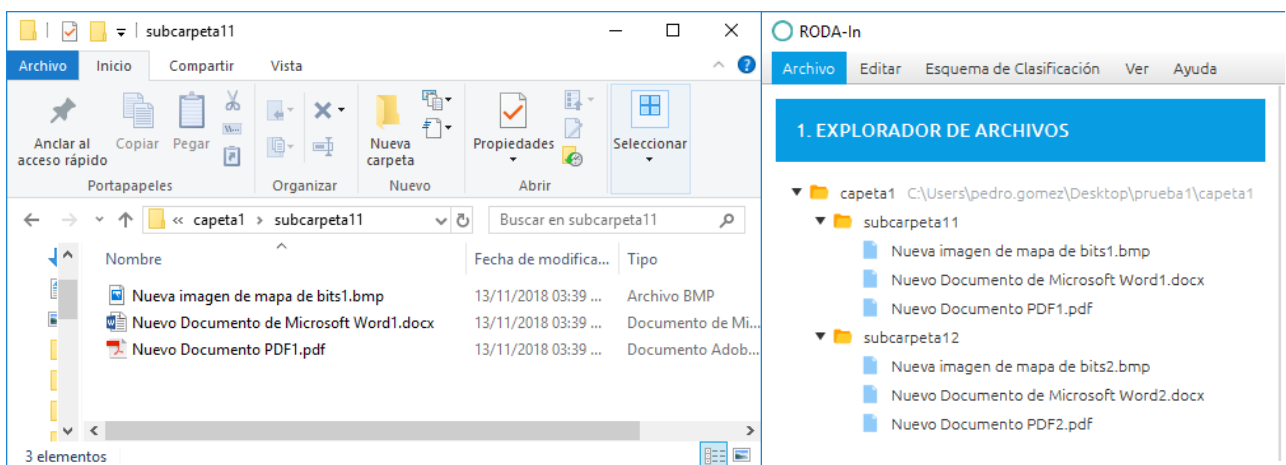 subcarpeta11
Archivo Inicio Compartir Vista
Anclar al acceso rápido
Copiar
Pegar
Nueva carpeta
Propiedades
Seleccionar
Portapapeles Organizar Nuevo Abrir
« capeta1 > subcarpeta11
Buscar en subcarpeta11
Nombre Fecha de modifica... Tipo
Nueva imagen de mapa de bits1.bmp 13/11/2018 03:39 ... Archivo BMP
Nuevo Documento de Microsoft Word1.docx 13/11/2018 03:39 ... Documento de Mi...
Nuevo Documento PDF1.pdf 13/11/2018 03:39 ... Documento Adob...
3 elementos
RODA-In
Archivo Editar Esquema de Clasificación Ver Ayuda
1. EXPLORADOR DE ARCHIVOS
capeta1 C:\Users\pedro.gomez\Desktop\prueba1\capeta1
subcarpeta11
Nueva imagen de mapa de bits1.bmp
Nuevo Documento de Microsoft Word1.docx
Nuevo Documento PDF1.pdf
subcarpeta12
Nueva imagen de mapa de bits2.bmp
Nuevo Documento de Microsoft Word2.docx
Nuevo Documento PDF2.pdf